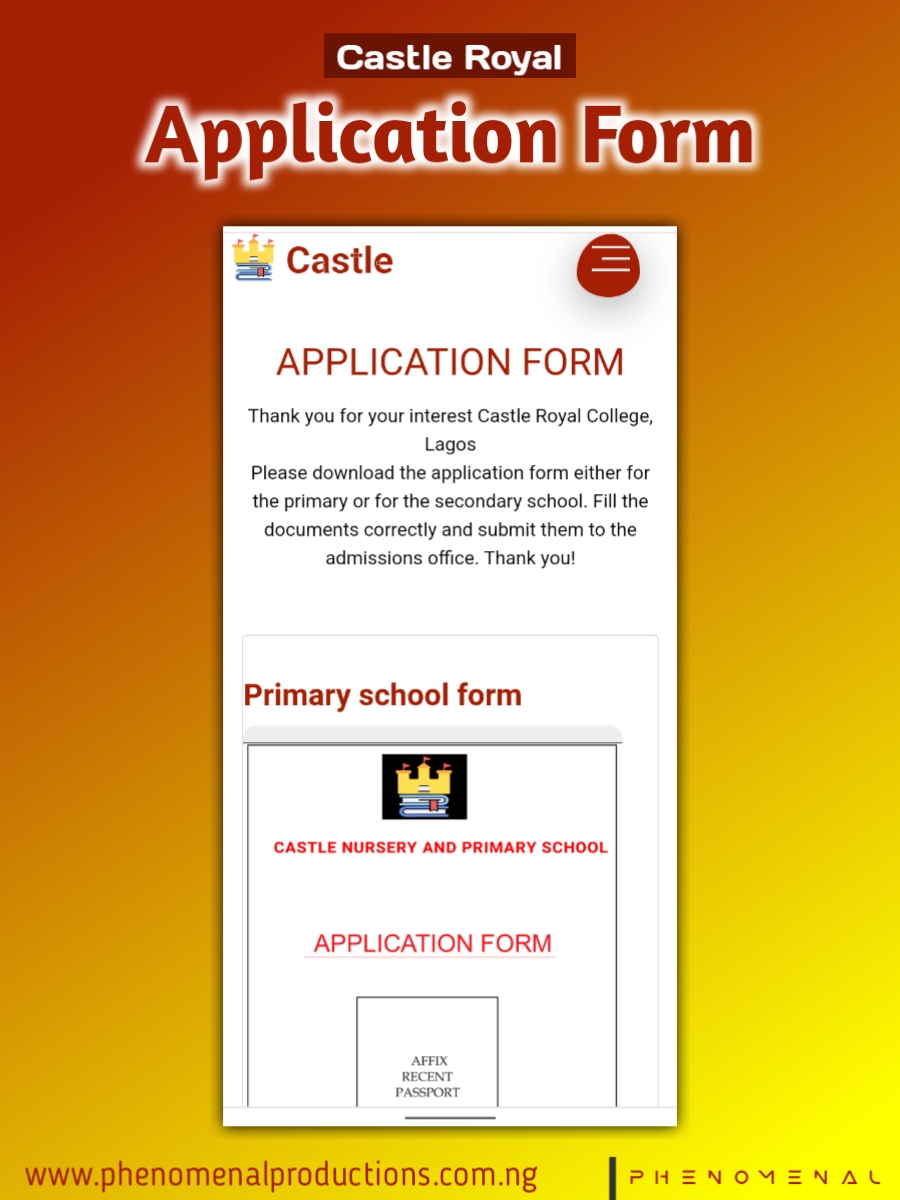 Castle Royal
Application Form
Castle
APPLICATION FORM
Thank you for your interest Castle Royal College,
Lagos
Please download the application form either for
the primary or for the secondary school. Fill the
documents correctly and submit them to the
admissions office. Thank you!
Primary school form
CASTLE NURSERY AND PRIMARY SCHOOL
APPLICATION FORM
AFFIX
RECENT
PASSPORT
www.phenomenalproductions.com.ng
PHENOMENAL